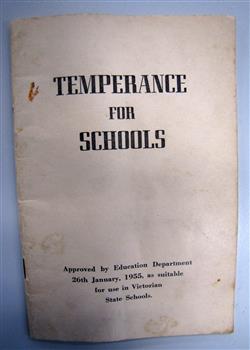 TEMPERANCE
FOR
SCHOOLS
Approved by Education Department
26th January, 1955, as suitable
for use in Victorian
State Schools.